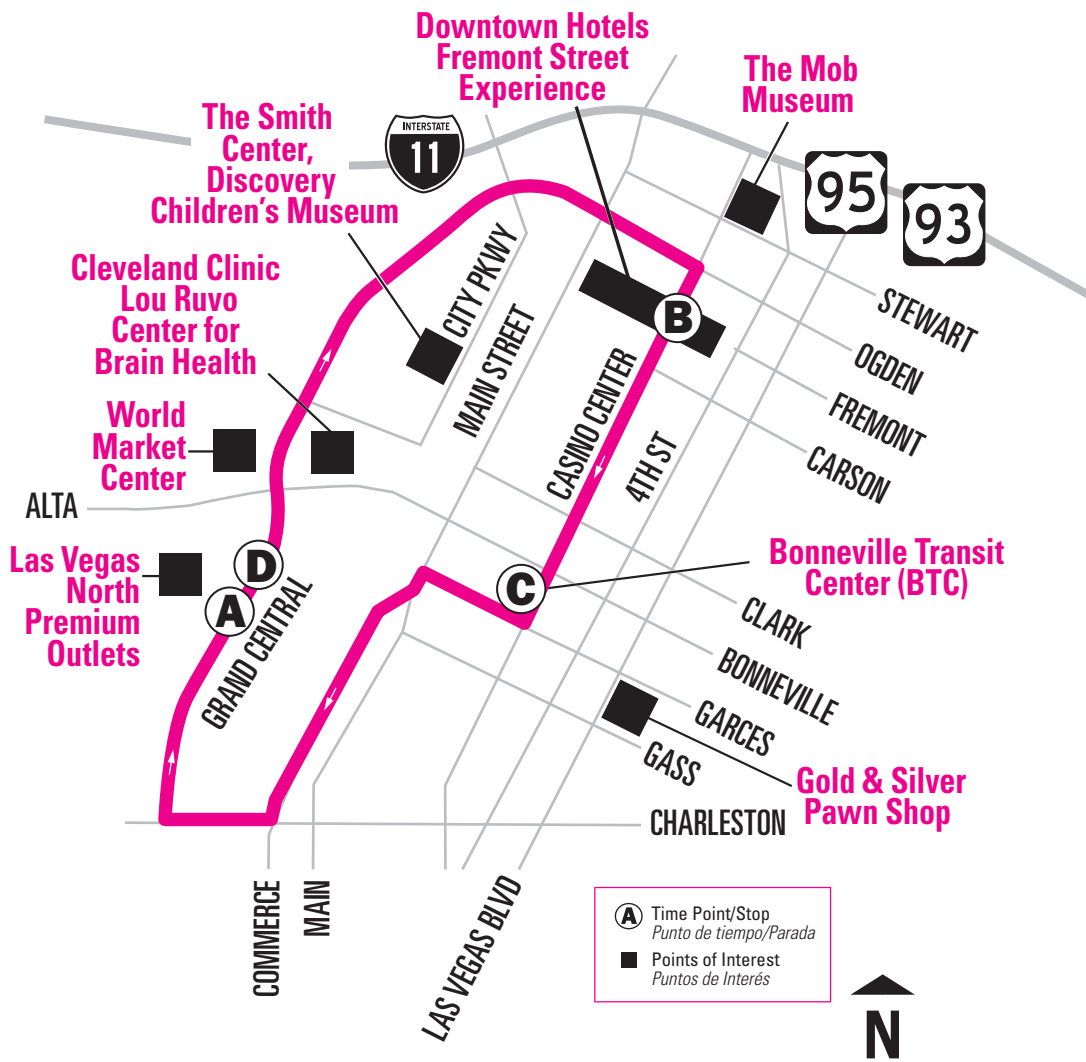 Downtown Hotels
Fremont Street
Experience
The Mob
Museum
The Smith
Center,
Discovery
Children's Museum
INTERSTATE
11
95
93
Cleveland Clinic
Lou Ruvo
Center for
Brain Health
CITY PKWY
MAIN STREET
B
STEWART
OGDEN
FREMONT
CARSON
World
Market
Center
CASINO CENTER
4TH ST
ALTA
Las Vegas
North
Premium
Outlets
D
A
GRAND CENTRAL
C
Bonneville Transit
Center (BTC)
CLARK
BONNEVILLE
GARCES
GASS
Gold & Silver
Pawn Shop
CHARLESTON
COMMERCE
MAIN
LAS VEGAS BLVD
A Time Point/Stop
Punto de tiempo/Parada
Points of Interest
Puntos de Interés
N